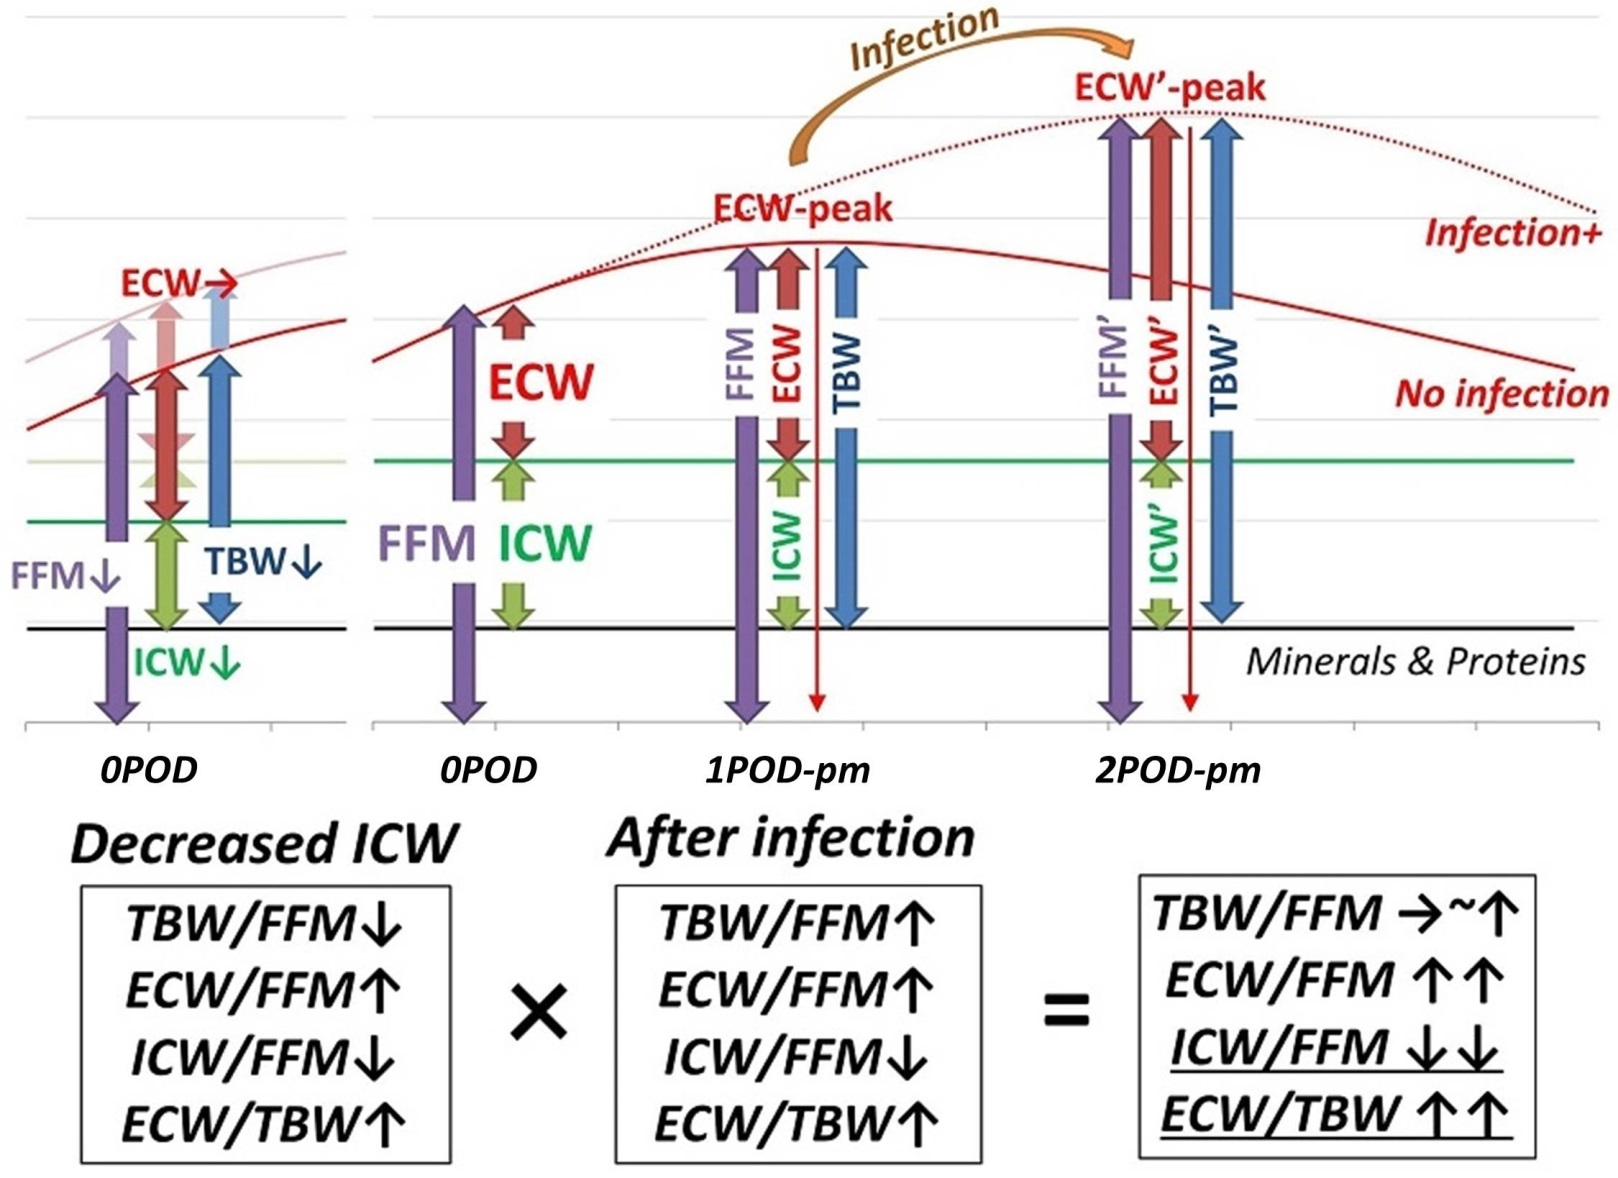 Infection
ECW'-peak
ECW-peak
Infection+
No infection
ECW→
FFM↓
TBW↓
ICW↓
ECW
FFM
ICW
FFM
ECW
TBW
ICW
FFM'
ECW'
TBW'
ICW'
Minerals & Proteins
0POD
0POD
1POD-pm
2POD-pm
Decreased ICW
TBW/FFM↓
ECW/FFM↑
ICW/FFM↓
ECW/TBW↑
×
After infection
TBW/FFM↑
ECW/FFM↑
ICW/FFM↓
ECW/TBW↑
=
TBW/FFM →~↑
ECW/FFM ↑↑
ICW/FFM ↓↓
ECW/TBW ↑↑